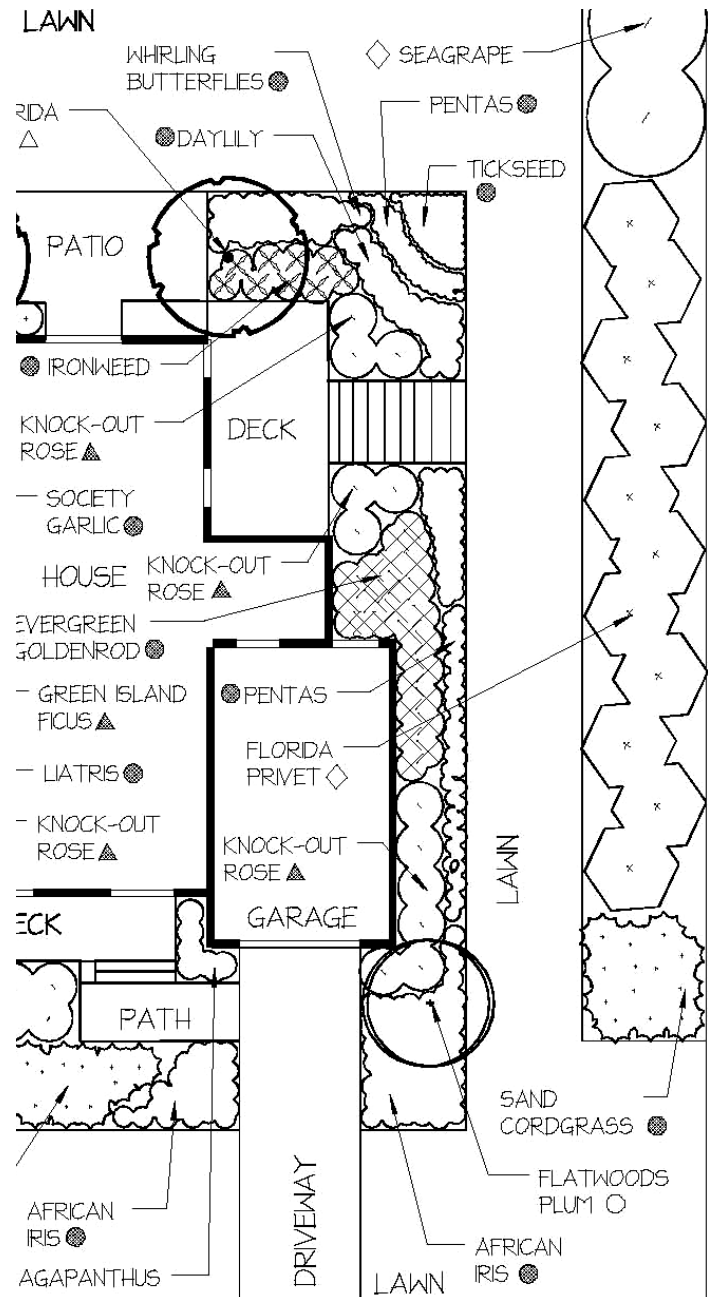 LAWN
WHIRLING
BUTTERFLIES
SEAGRAPE
PENTAS
RIDA
DAYLILY
TICKSEED
PATIO
IRONWEED
KNOCK-OUT
ROSE
DECK
SOCIETY
GARLIC
HOUSE
KNOCK-OUT
ROSE
EVERGREEN
GOLDENROD
GREEN ISLAND
FICUS
PENTAS
FLORIDA
PRIVET
LIATRIS
KNOCK-OUT
ROSE
KNOCK-OUT
ROSE
LAWN
GARAGE
ECK
PATH
SAND
CORDGRASS
FLATWOODS
PLUM
AFRICAN
IRIS
DRIVEWAY
AFRICAN
IRIS
AGAPANTHUS
LAWN